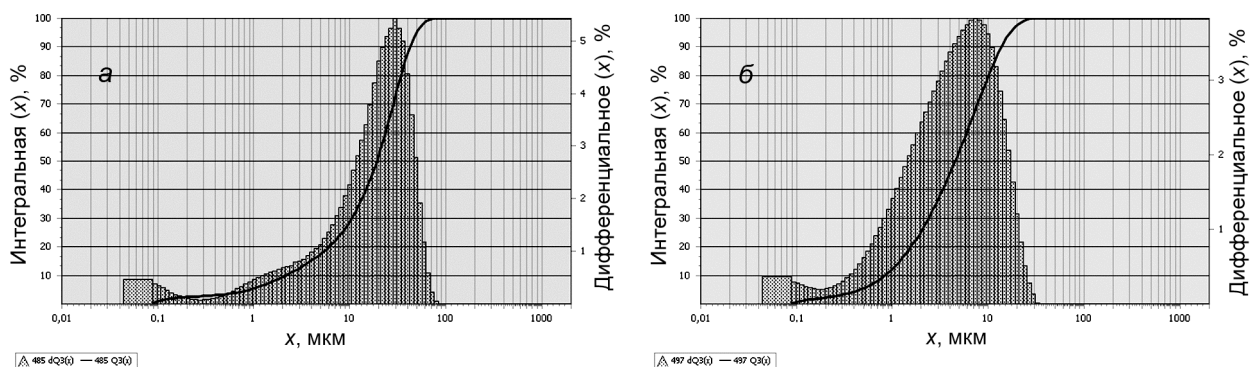 Интегральная (x), %
100
90
80
70
60
50
40
30
20
10
а
5
4
3
2
1
Дифференциальное (x), %
0,01 0.1 1 10 100 1000
x, мкм
485 dQ3(x) 485 Q3(x)
Интегральная (x), %
100
90
80
70
60
50
40
30
20
10
б
3
2
1
Дифференциальное (x), %
0,01 0.1 1 10 100 1000
x, мкм
497 dQ3(x) 497 Q3(x)